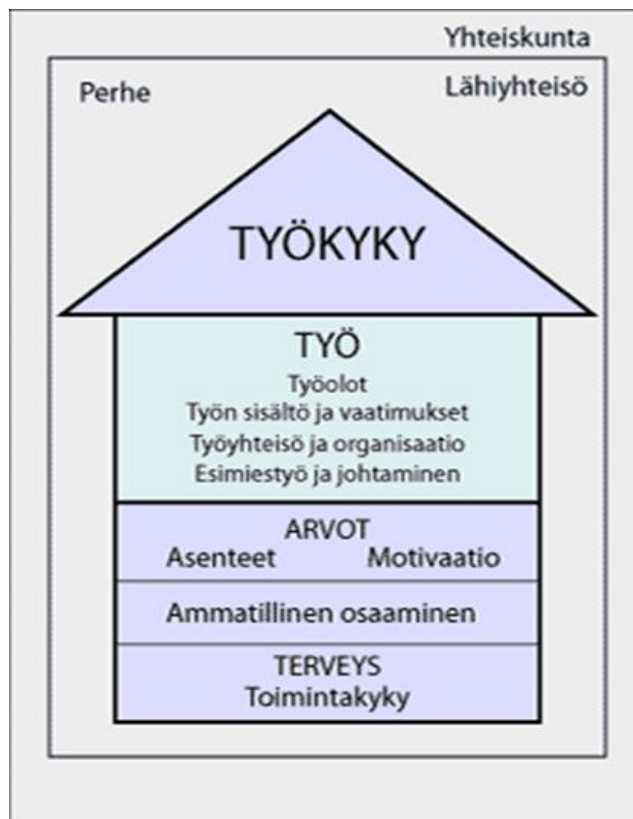 Yhteiskunta
Perhe Lähiyhteisö
TYÖKYKY
TYÖ
Työolot
Työn sisältö ja vaatimukset
Työyhteisö ja organisaatio
Esimiestyö ja johtaminen
ARVOT
Asenteet Motivaatio
Ammatillinen osaaminen
TERVEYS
Toimintakyky